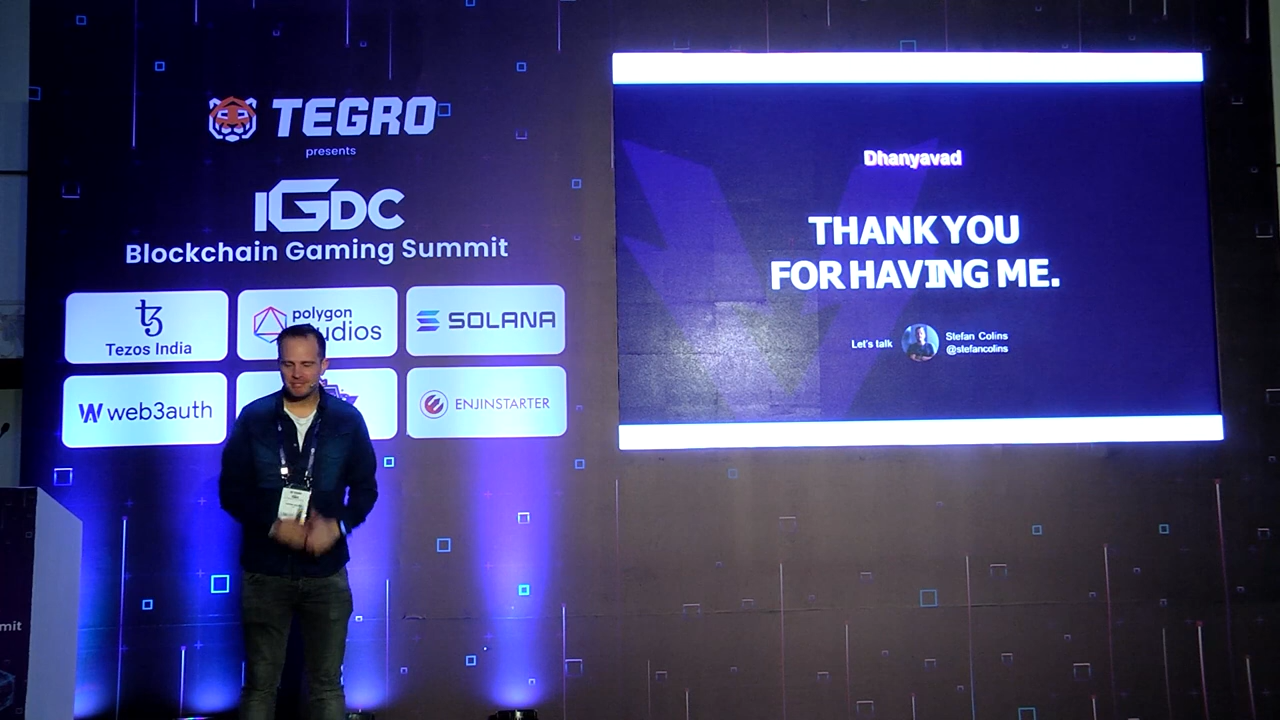 TEGRO
presents
IGDC
Blockchain Gaming Summit
Tezos India
polygon
udios
SOLANA
web3auth
ENJINSTARTER
Dhanyavad
THANK YOU
FOR HAVING ME.
Let's talk
Stefan Colins
@stefancolins
mit